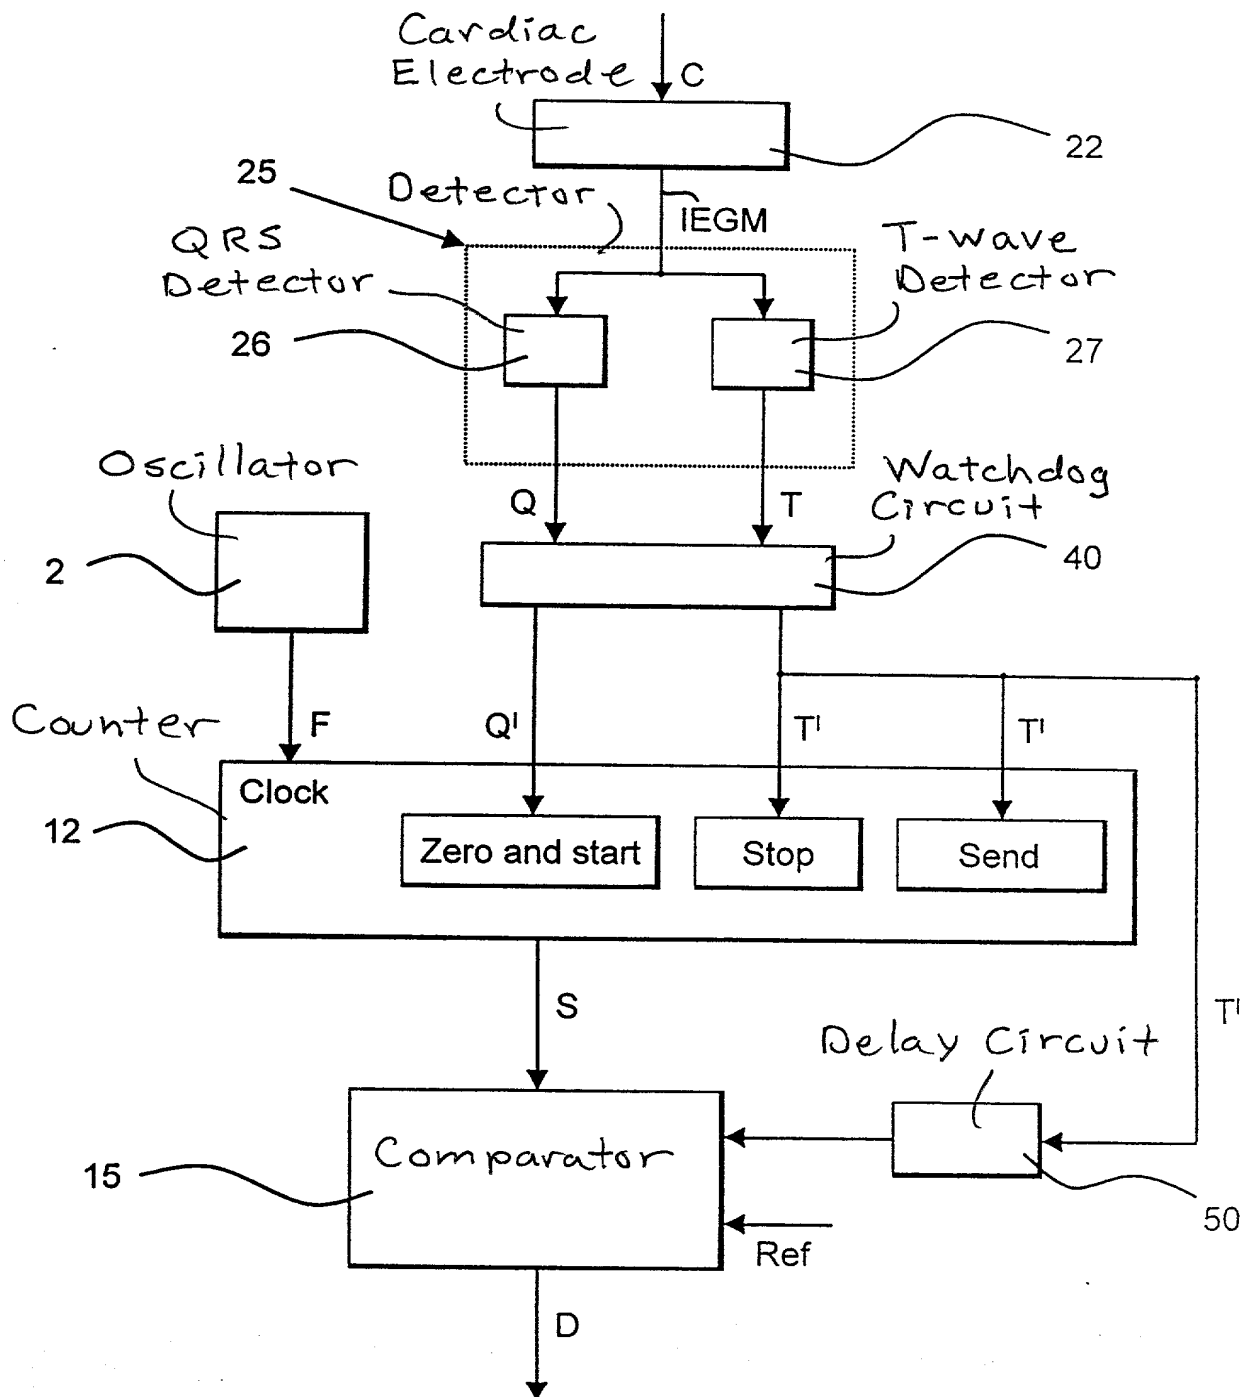 Cardiac
Electrode
C
22
25
Detector
IEGM
QRS
Detector
T-wave
Detector
26
27
Oscillator
2
Q
T
Watchdog
Circuit
40
Counter
F
Q'
T'
T'
Clock
12
Zero and start
Stop
Send
S
T'
Delay Circuit
Comparator
15
50
Ref
D